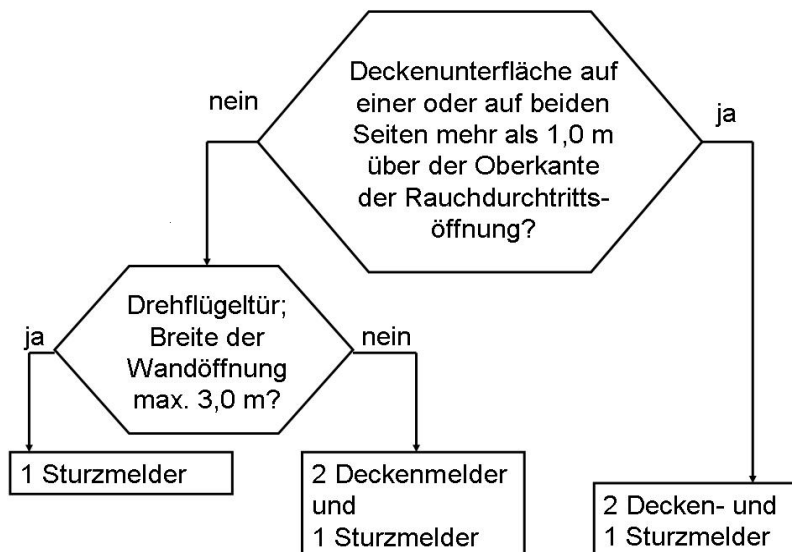 Deckenunterfläche auf
einer oder auf beiden
Seiten mehr als 1,0 m
über der Oberkante
der Rauchdurchtritts-
öffnung?
nein
ja
Drehflügeltür;
Breite der
Wandöffnung
max. 3,0 m?
ja
nein
1 Sturzmelder
2 Deckenmelder
und
1 Sturzmelder
2 Decken- und
1 Sturzmelder